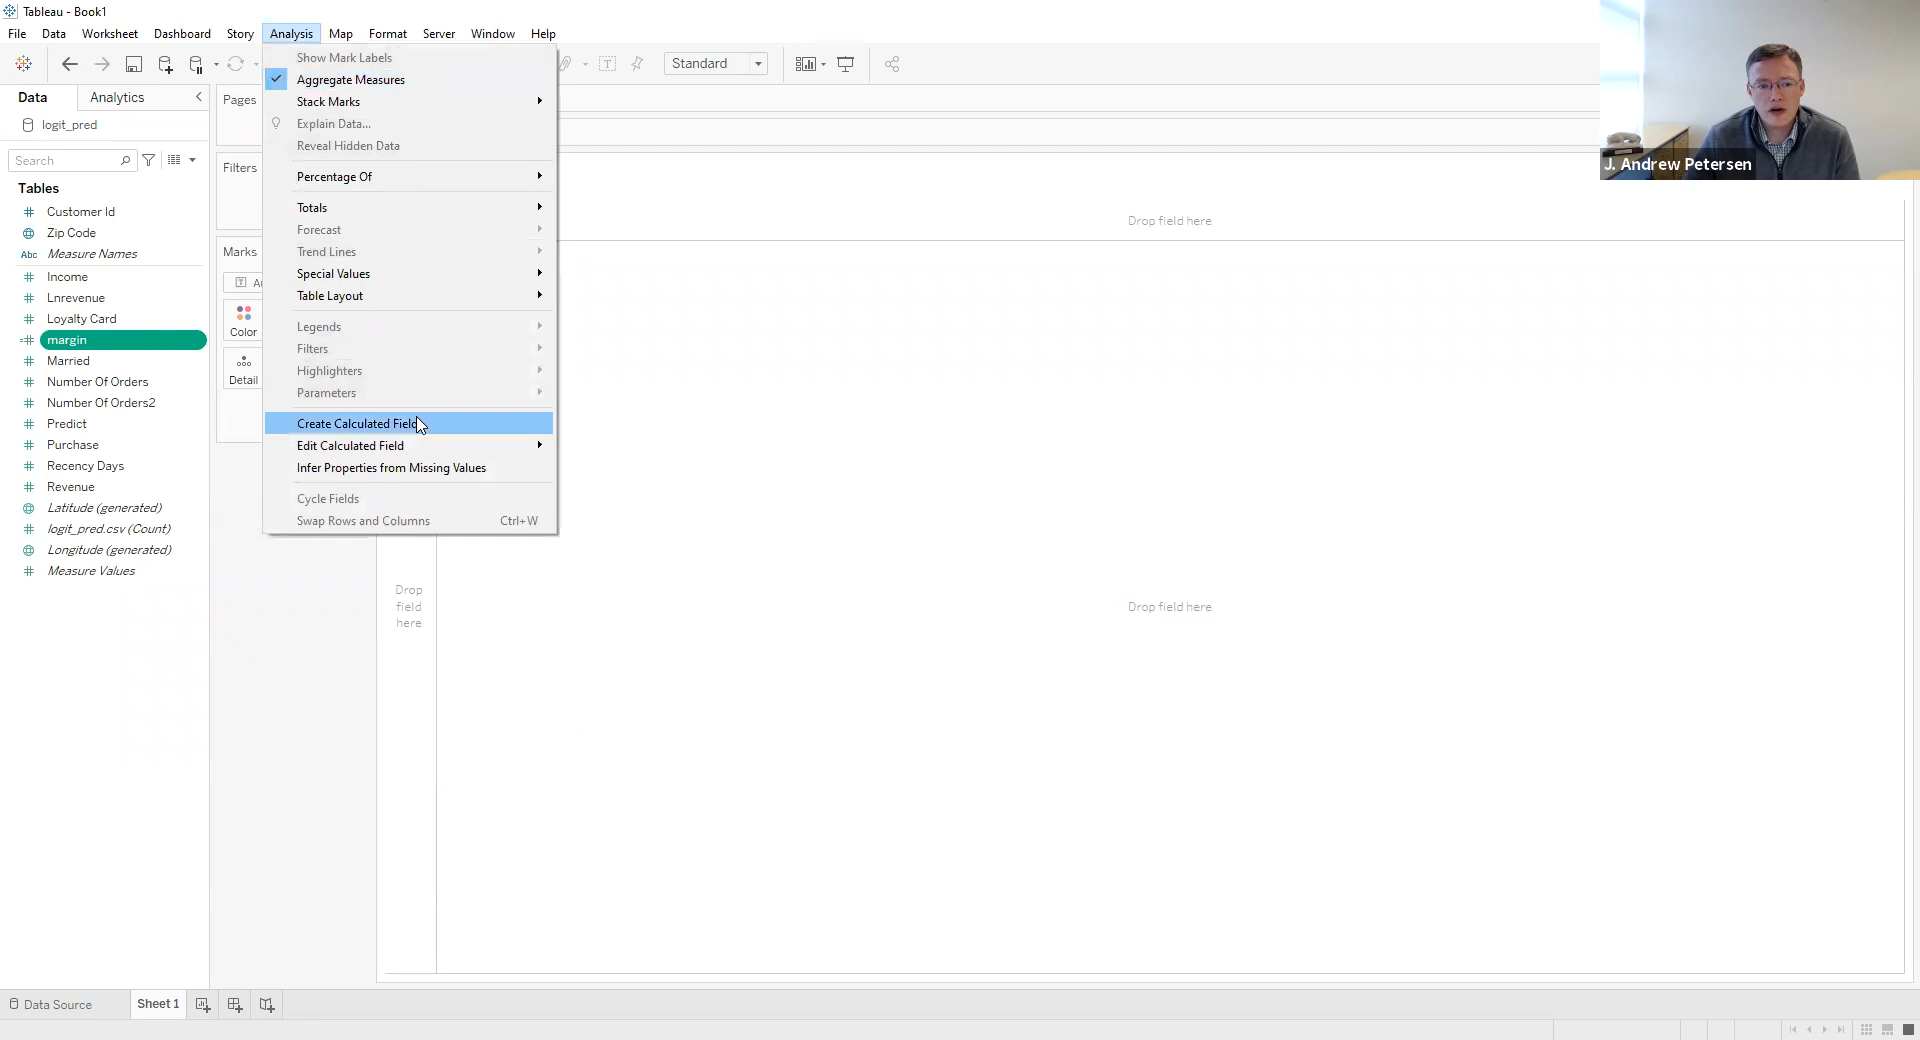 Tableau - Book1
File Data Worksheet Dashboard Story Analysis Map Format Server Window Help
Standard
Data Analytics
logit_pred
Search
Tables
Customer Id
Zip Code
Abc Measure Names
Income
Lnrevenue
Loyalty Card
margin
Married
Number Of Orders
Number Of Orders2
Predict
Purchase
Recency Days
Revenue
Latitude (generated)
logit_pred.csv (Count)
Longitude (generated)
Measure Values
Pages
Filters
Marks
Color
Detail
Show Mark Labels
Aggregate Measures
Stack Marks
Explain Data...
Reveal Hidden Data
Percentage Of
Totals
Forecast
Trend Lines
Special Values
Table Layout
Legends
Filters
Highlighters
Parameters
Create Calculated Field
Edit Calculated Field
Infer Properties from Missing Values
Cycle Fields
Swap Rows and Columns Ctrl+W
Drop field here
Drop
field
here
Drop field here
J. Andrew Petersen
Data Source Sheet 1